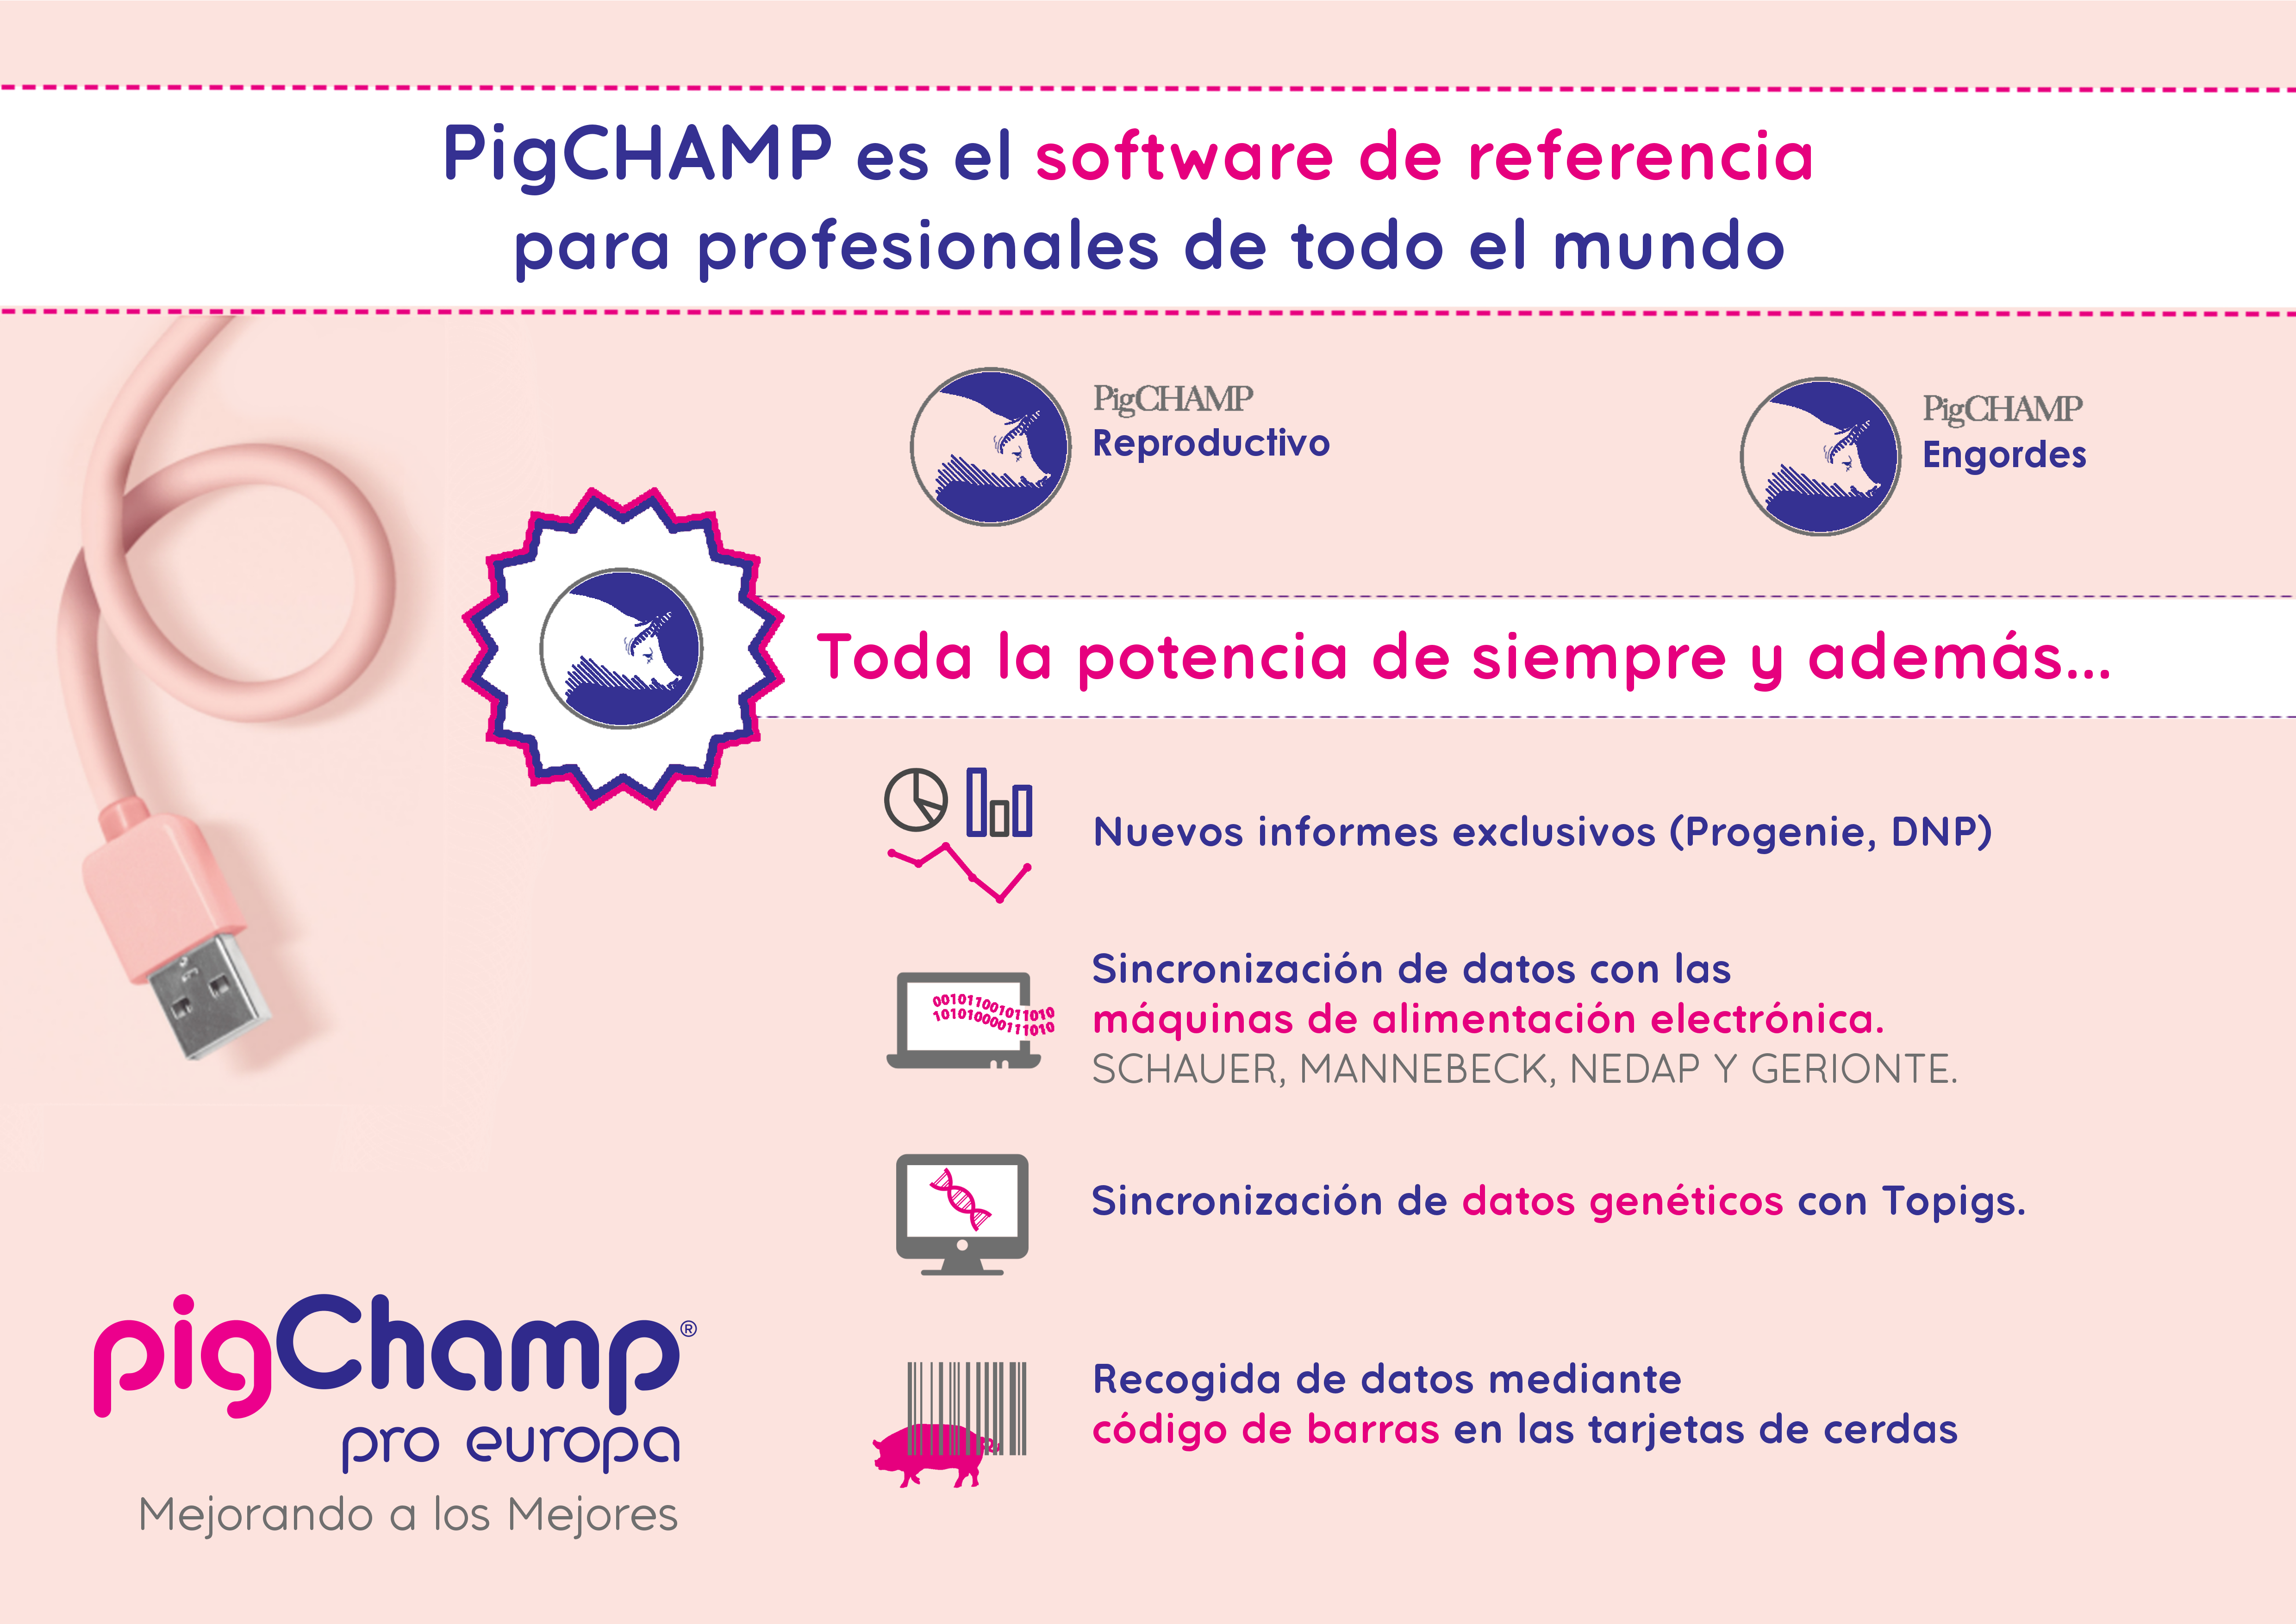 PigCHAMP es el software de referencia
para profesionales de todo el mundo
PigCHAMP
Reproductivo
PigCHAMP
Engordes
Toda la potencia de siempre y además...
Nuevos informes exclusivos (Progenie, DNP)
Sincronización de datos con las
máquinas de alimentación electrónica.
SCHAUER, MANNEBECK, NEDAP Y GERIONTE.
001011001011010
101010000111010
Sincronización de datos genéticos con Topigs.
Recogida de datos mediante
código de barras en las tarjetas de cerdas
pigChamp®
pro europa
Mejorando a los Mejores